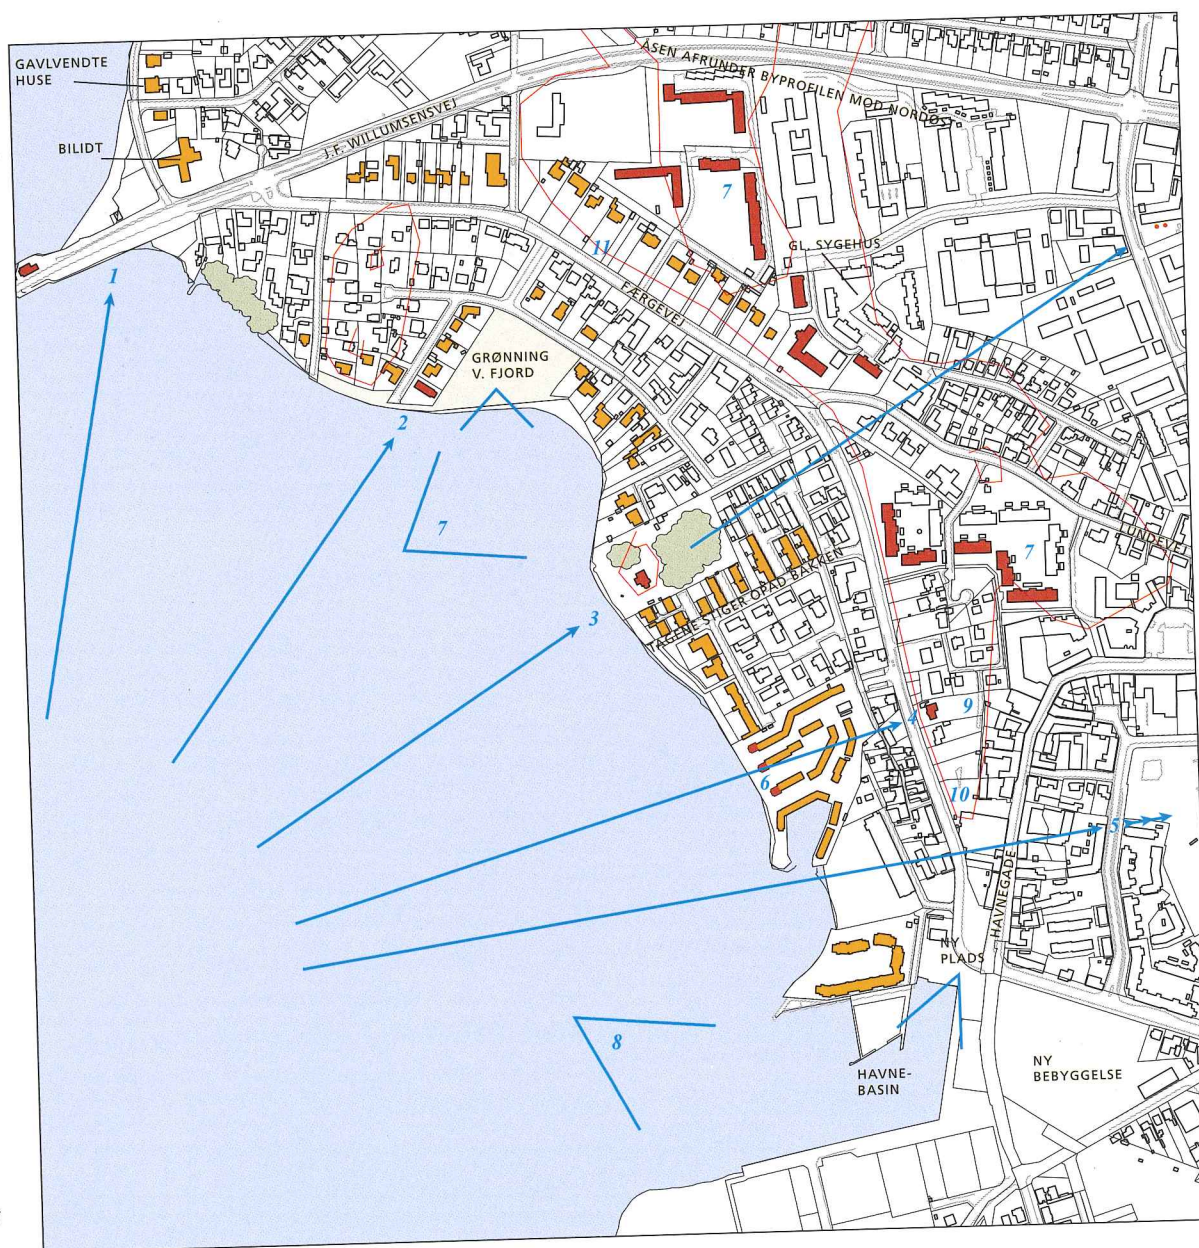 GAVLVENDTE
HUSE
BILIDT
J.F. WILLUMSENSVEJ
ÅSEN AFRUNDER BYPROFILEN MOD NORDØST
7
GL. SYGEHUS
11
FÆRGEVEJ
1
GRØNNING
V. FJORD
2
7
7
LUNDEVEJ
TAGENE STIGER OPAD BAKKEN
3
9
4
6
10
5
HAVNEGADE
NY
PLADS
8
HAVNE-
BASIN
NY
BEBYGGELSE